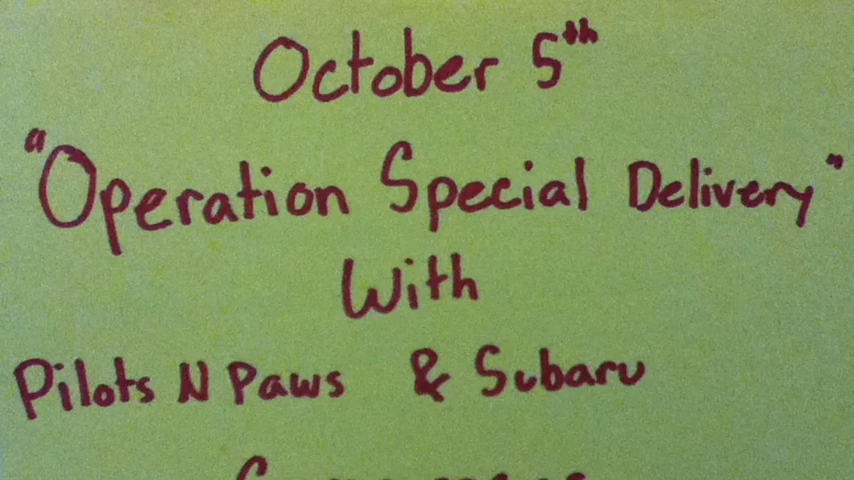 October 5th
"Operation Special Delivery"
With
Pilots N Paws & Subaru